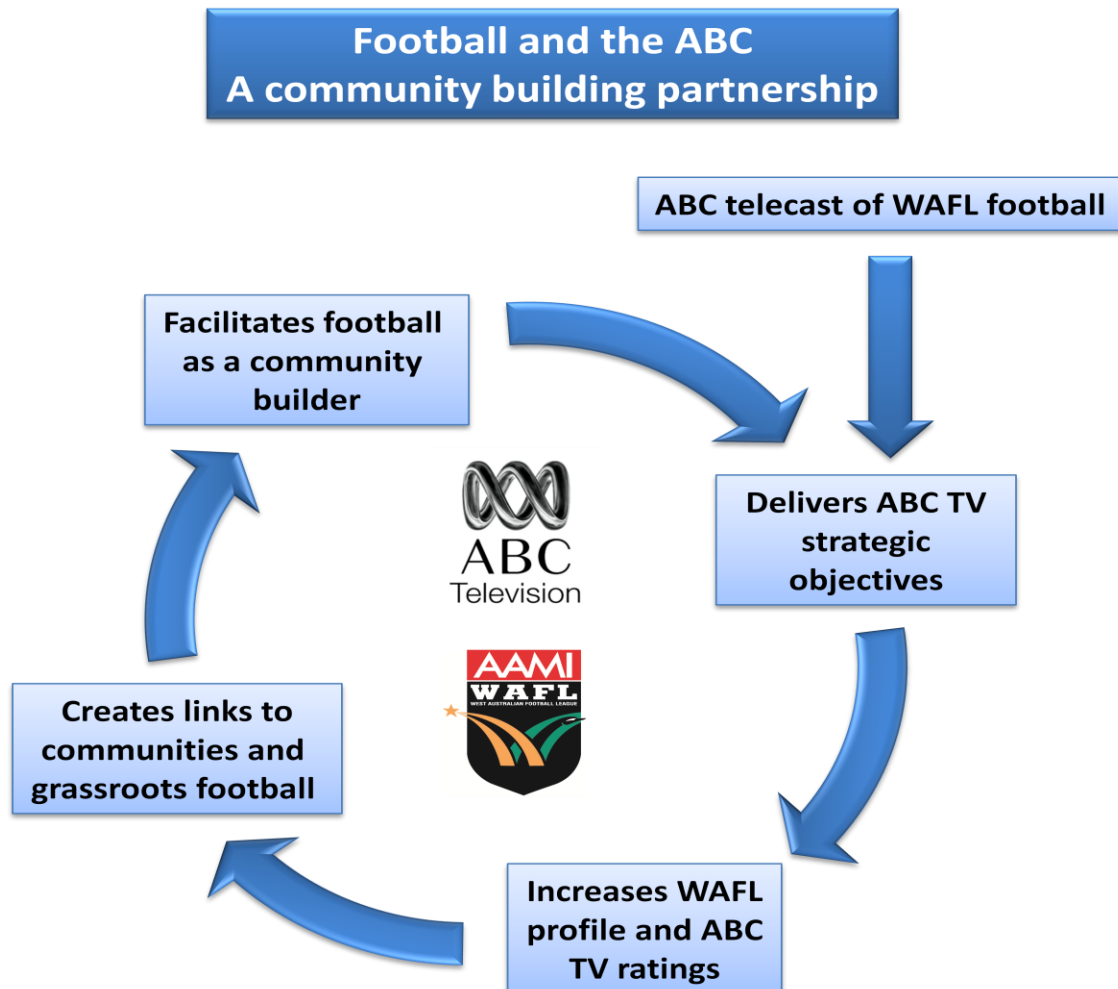 Football and the ABC
A community building partnership
ABC telecast of WAFL football
Facilitates football
as a community
builder
Delivers ABC TV
strategic
objectives
ABC
Television
AAMI
WAFL
WEST AUSTRALIAN FOOTBALL LEAGUE
Creates links to
communities and
grassroots football
Increases WAFL
profile and ABC
TV ratings